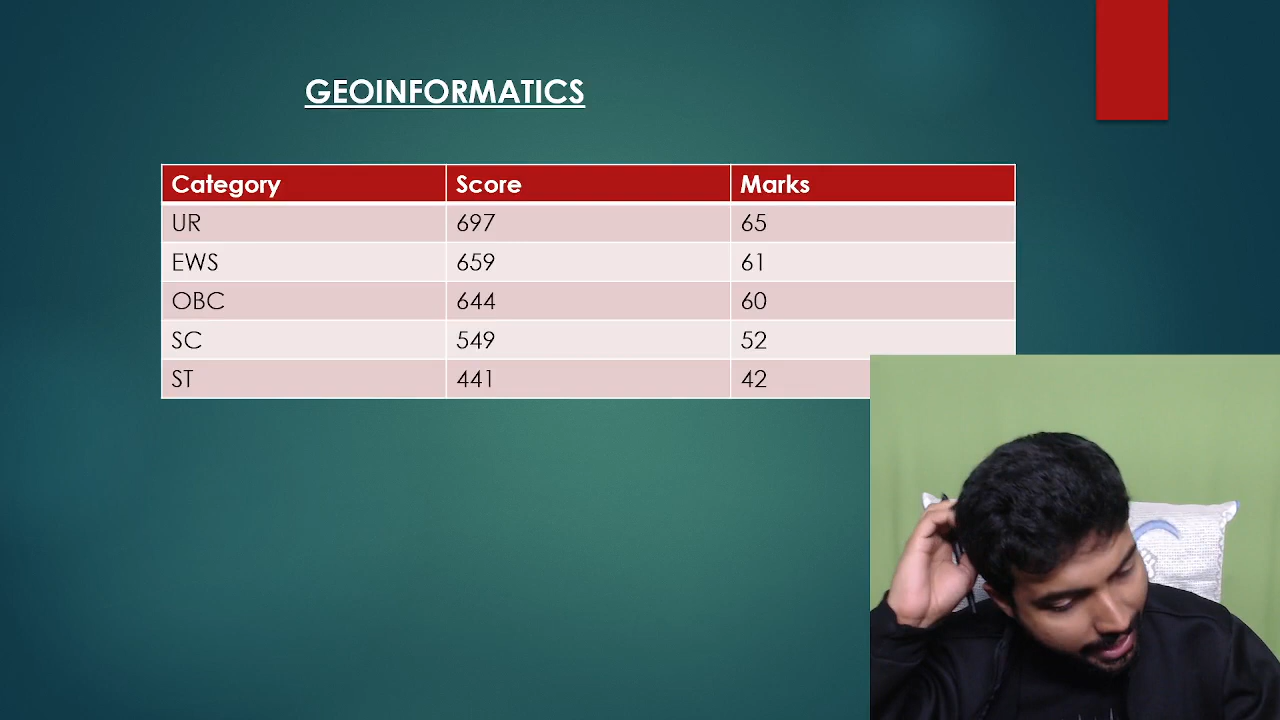 GEOINFORMATICS
Category Score Marks
UR 697 65
EWS 659 61
OBC 644 60
SC 549 52
ST 441 42